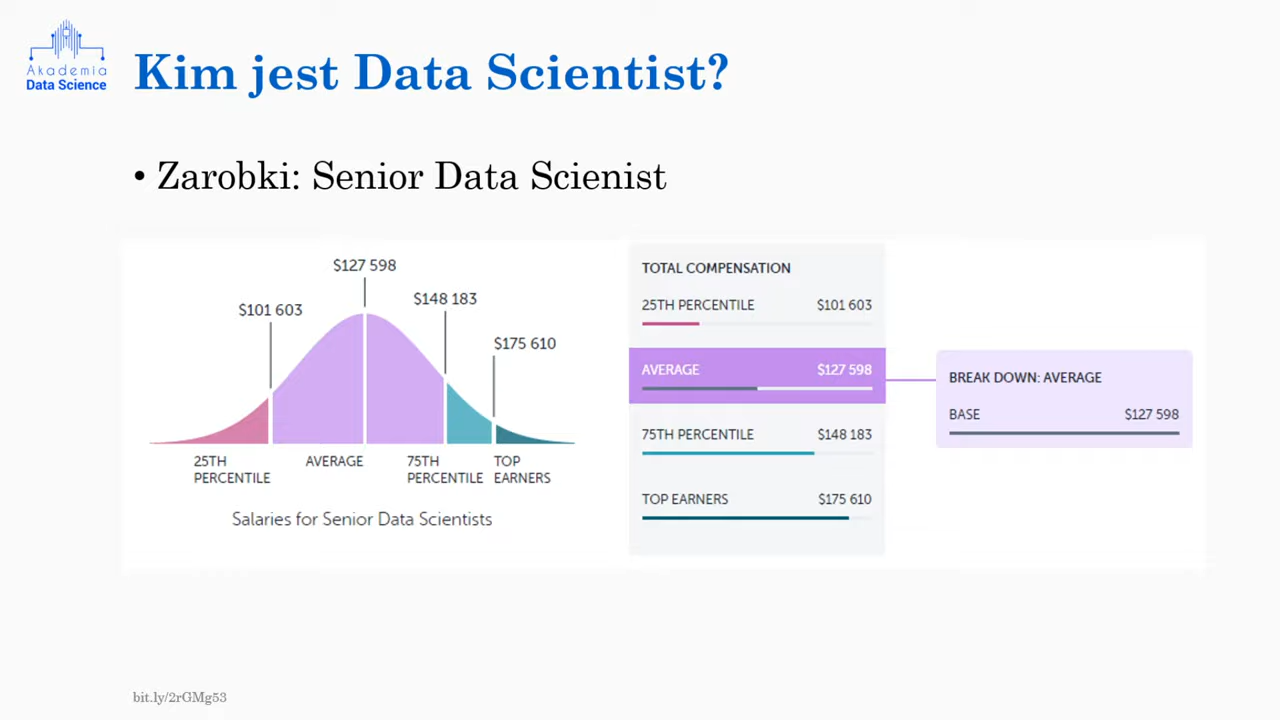 Akademia
Data Science
Kim jest Data Scientist?
• Zarobki: Senior Data Scienist
$127 598
$148 183
$101 603
$175 610
25TH
PERCENTILE
AVERAGE
75TH
PERCENTILE
TOP
EARNERS
Salaries for Senior Data Scientists
TOTAL COMPENSATION
25TH PERCENTILE $101 603
AVERAGE $127 598
75TH PERCENTILE $148 183
TOP EARNERS $175 610
BREAK DOWN: AVERAGE
BASE $127 598
bit.ly/2rGMg53